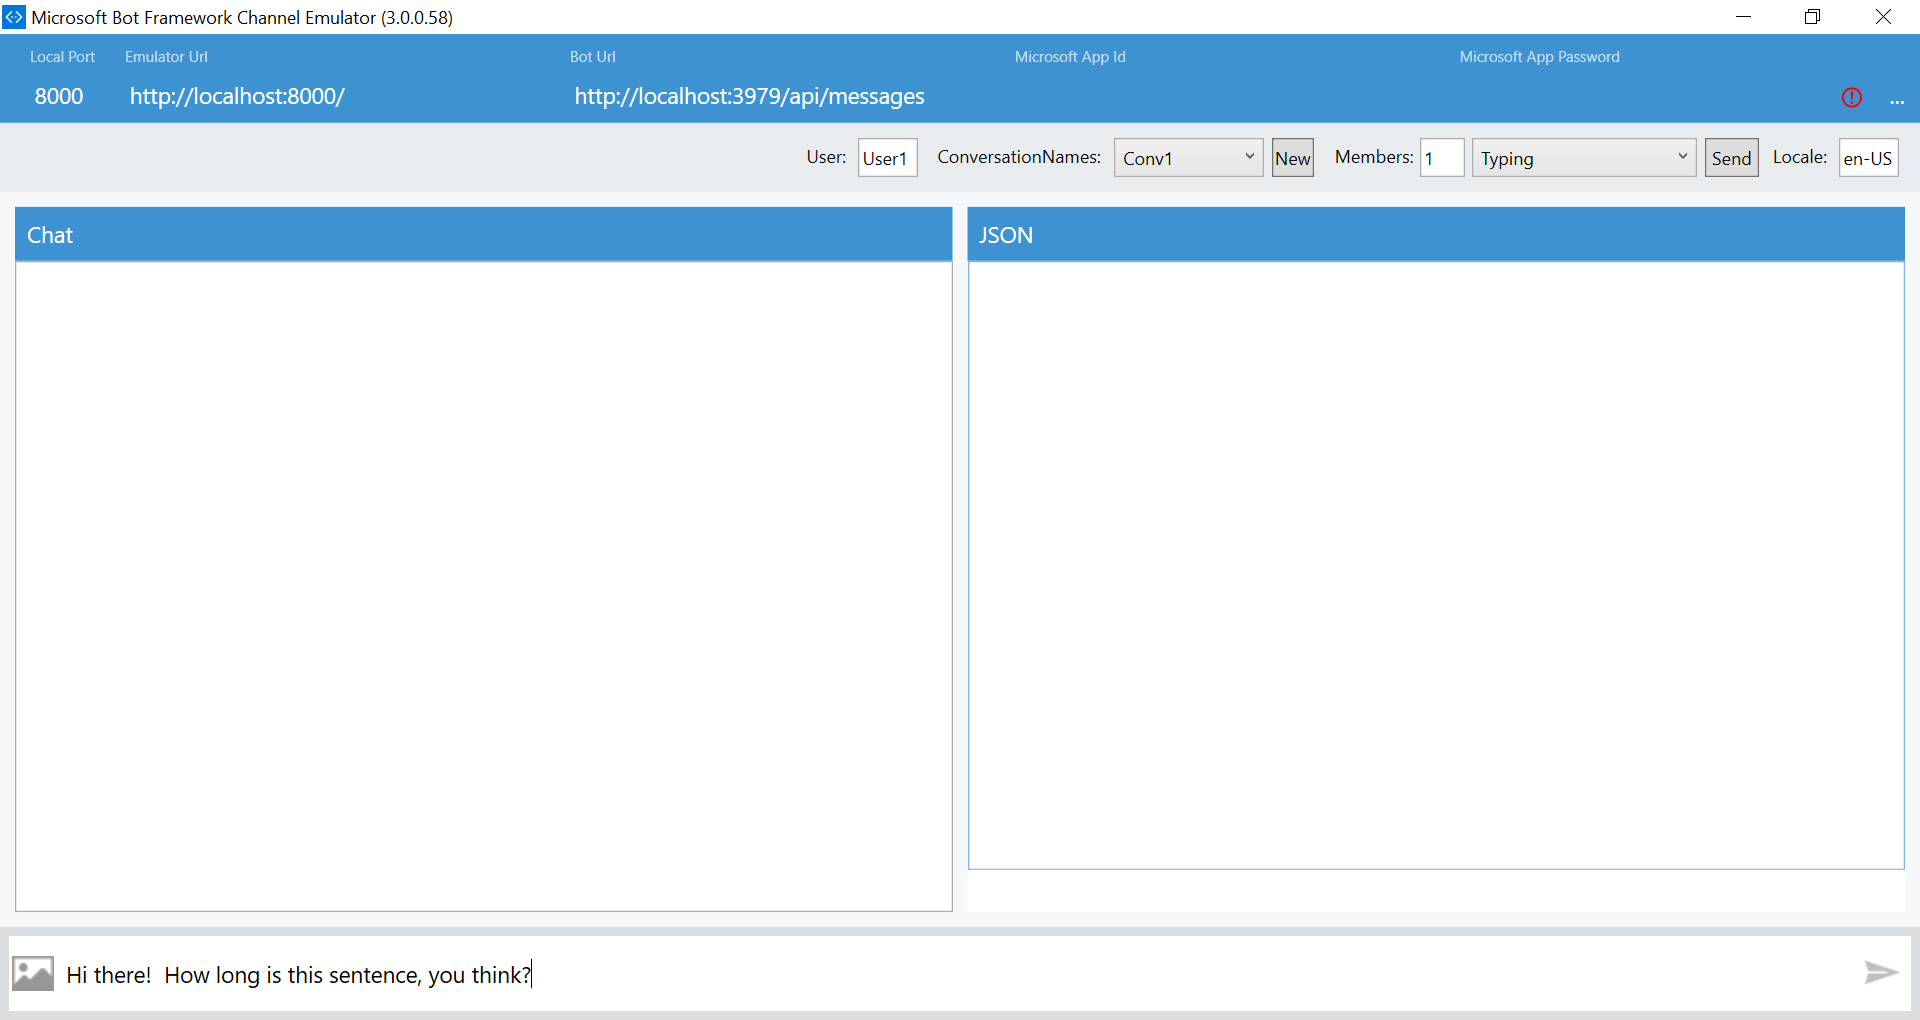 Microsoft Bot Framework Channel Emulator (3.0.0.58)
Local Port Emulator Url Bot Url Microsoft App Id Microsoft App Password
8000 http://localhost:8000/ http://localhost:3979/api/messages ...
User: User1 ConversationNames: Conv1 New Members: 1 Typing Send Locale: en-US
Chat JSON
Hi there!  How long is this sentence, you think?